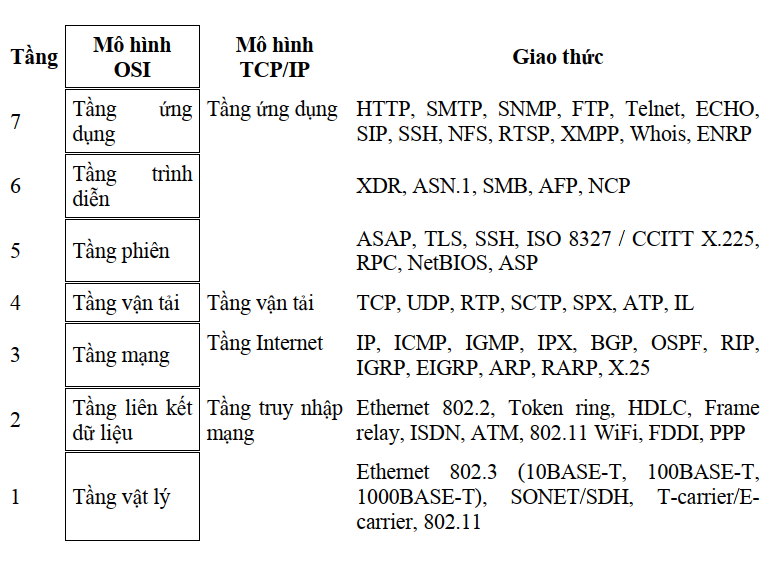 Tầng Mô hình OSI Mô hình TCP/IP Giao thức
7 Tầng ứng dụng Tầng ứng dụng HTTP, SMTP, SNMP, FTP, Telnet, ECHO,
SIP, SSH, NFS, RTSP, XMPP, Whois, ENRP
6 Tầng trình diễn XDR, ASN.1, SMB, AFP, NCP
5 Tầng phiên ASAP, TLS, SSH, ISO 8327 / CCITT X.225,
RPC, NetBIOS, ASP
4 Tầng vận tải Tầng vận tải TCP, UDP, RTP, SCTP, SPX, ATP, IL
3 Tầng mạng Tầng Internet IP, ICMP, IGMP, IPX, BGP, OSPF, RIP,
IGRP, EIGRP, ARP, RARP, X.25
2 Tầng liên kết dữ liệu Tầng truy nhập mạng Ethernet 802.2, Token ring, HDLC, Frame
relay, ISDN, ATM, 802.11 WiFi, FDDI, PPP
1 Tầng vật lý Ethernet 802.3 (10BASE-T, 100BASE-T,
1000BASE-T), SONET/SDH, T-carrier/E-
carrier, 802.11